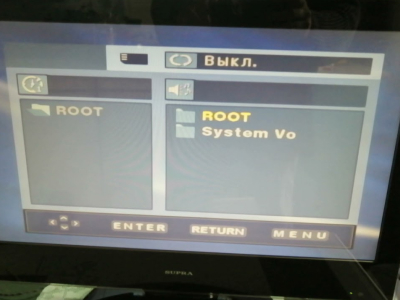 Выкл.
ROOT
ROOT
System Vo
ENTER RETURN MENU
SUPRA